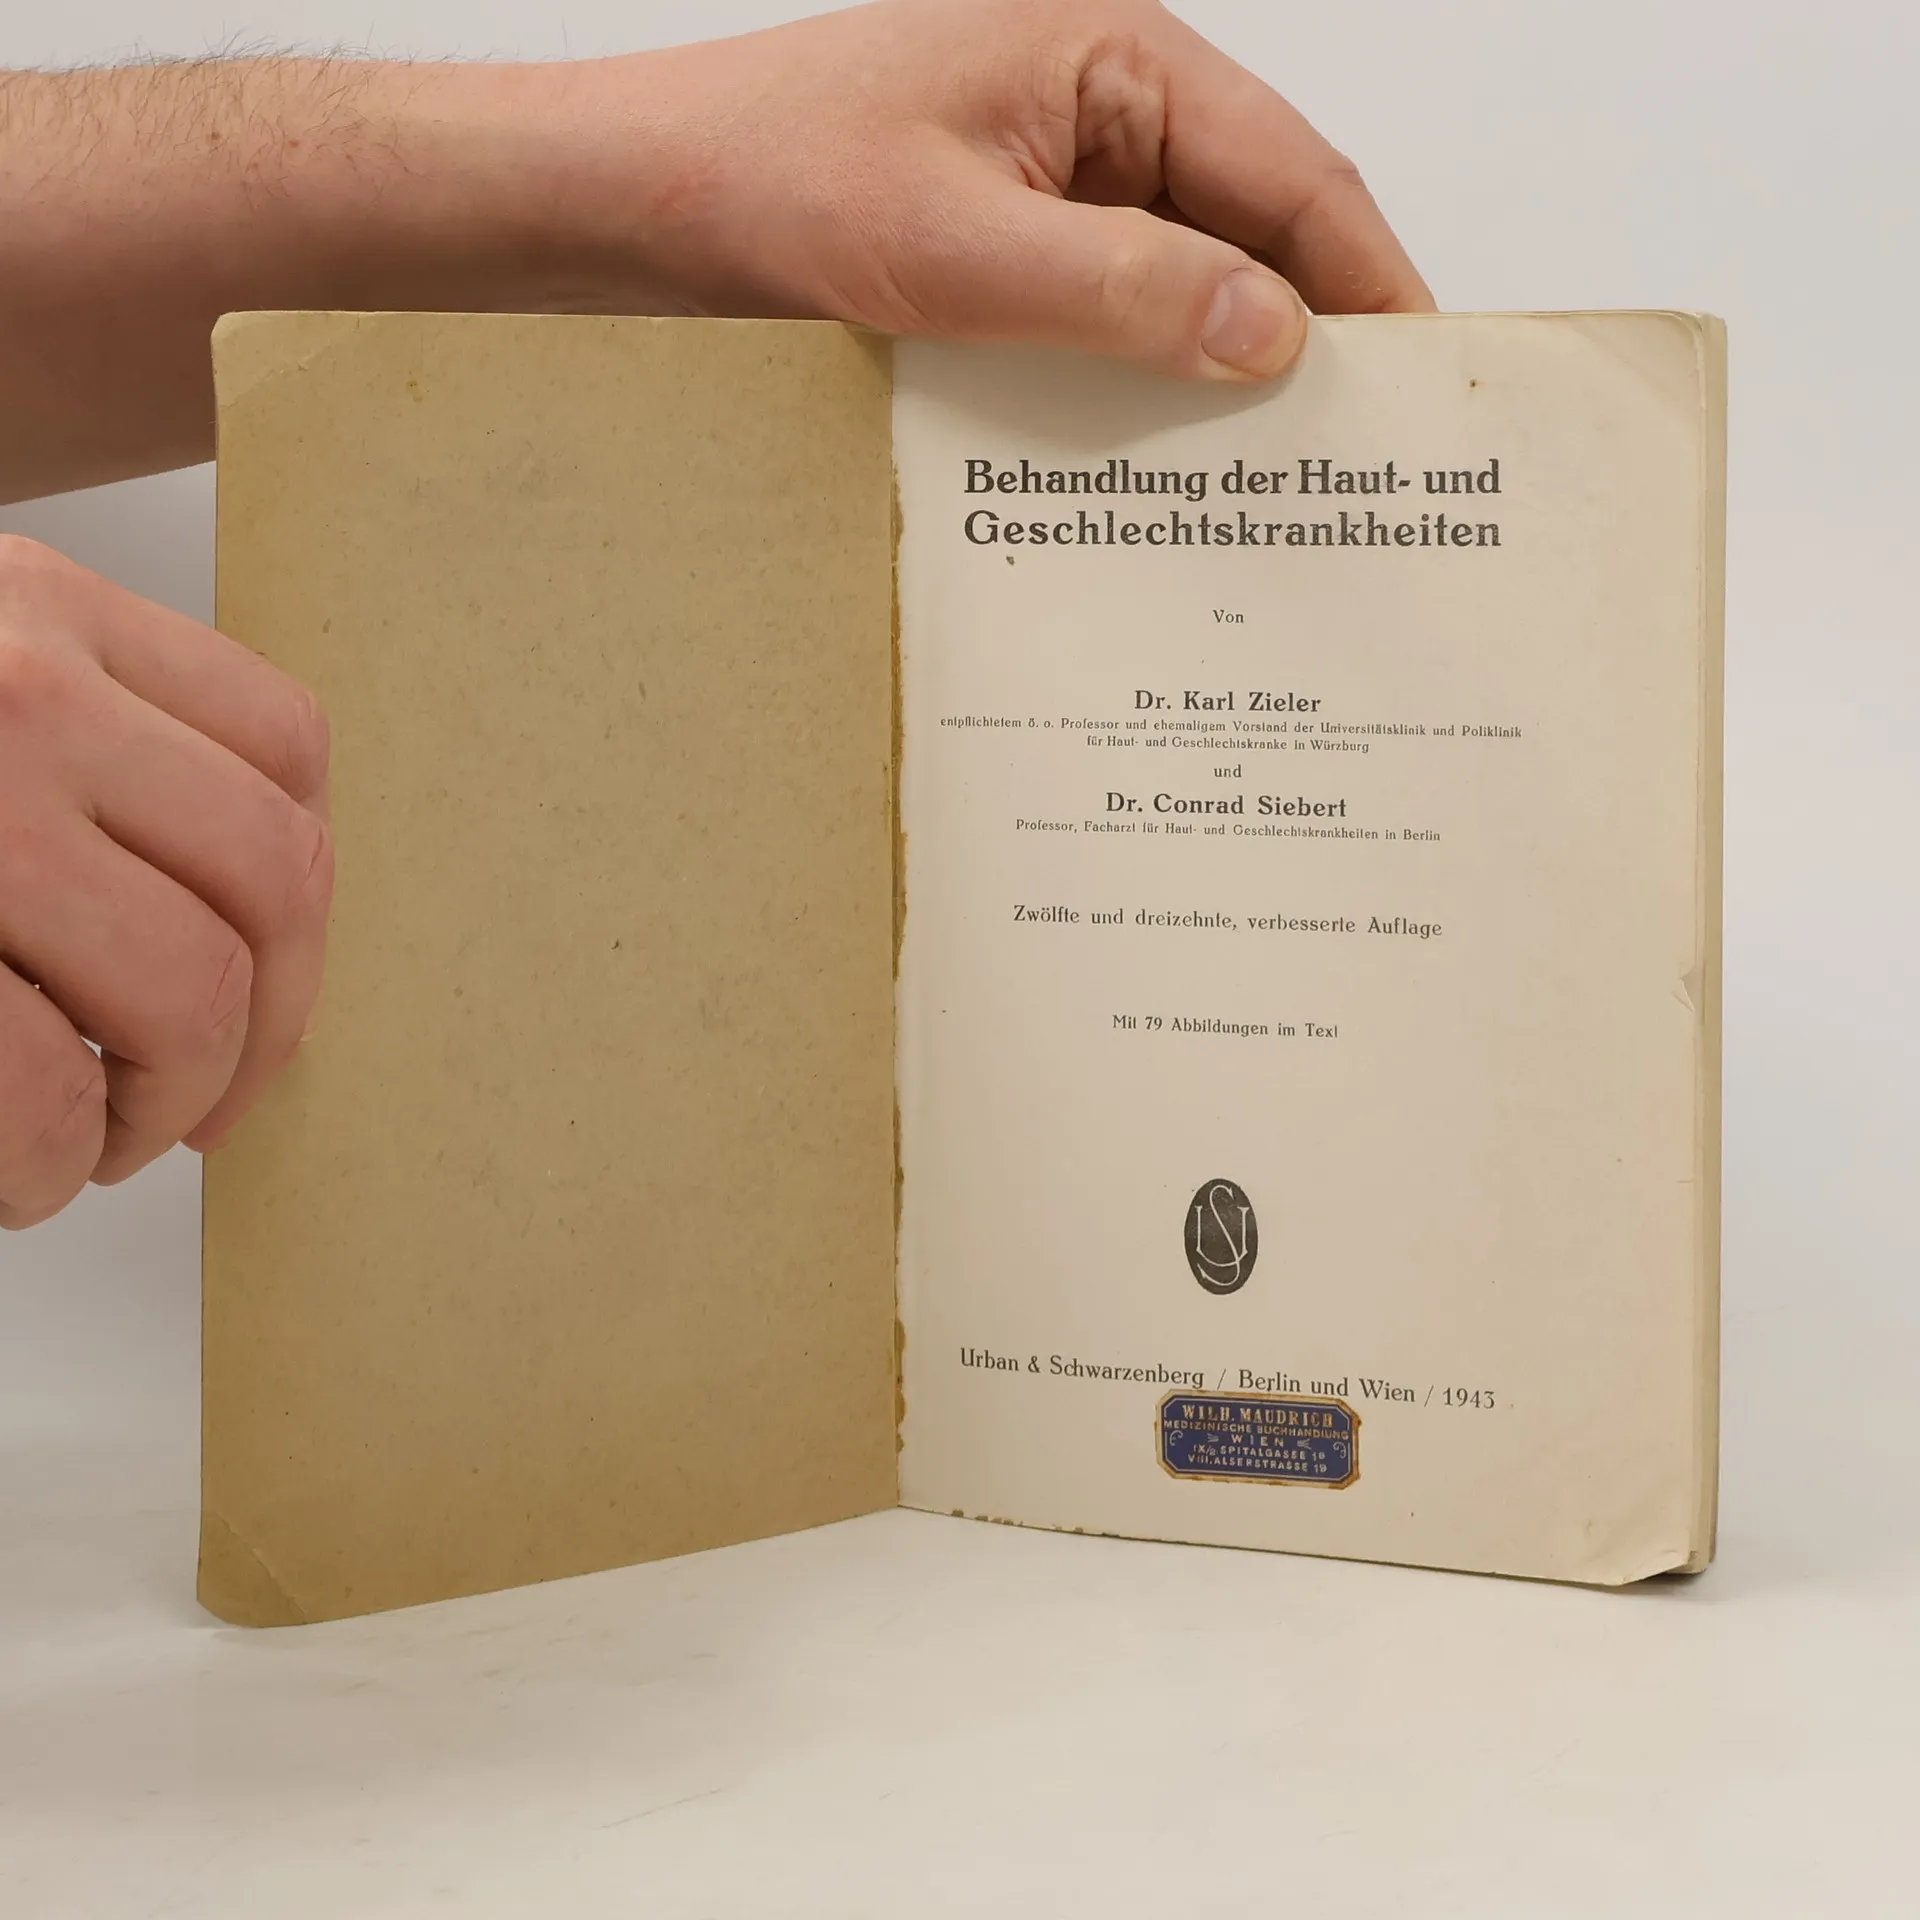 Behandlung der Haut- und
Geschlechtskrankheiten
Von
Dr. Karl Zieler
entpflichtetem ö. o. Professor und ehemaligem Vorstand der Universitätsklinik und Poliklinik
für Haut- und Geschlechtskranke in Würzburg
und
Dr. Conrad Siebert
Professor, Facharzt für Haut- und Geschlechtskrankheiten in Berlin
Zwölfte und dreizehnte, verbesserte Auflage
Mit 79 Abbildungen im Text
US
Urban & Schwarzenberg / Berlin und Wien / 1943
WILH. MAUDRICH
MEDIZINISCHE BUCHHANDLUNG
WIEN
IX/2 SPITALGASSE 1B
VIII. ALSERSTRASSE 19